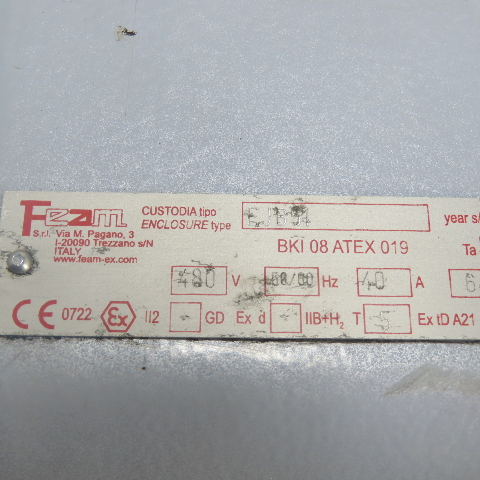 Feam
S.r.l. Via M. Pagano, 3
I-20090 Trezzano s/N
ITALY
www.feam-ex.com
CUSTODIA tipo
ENCLOSURE type
year s/
BKI 08 ATEX 019
Ta
480 V Hz 40 A
CE 0722 Ex II2 GD Ex d IIB+H2 T 5 Ex tD A21